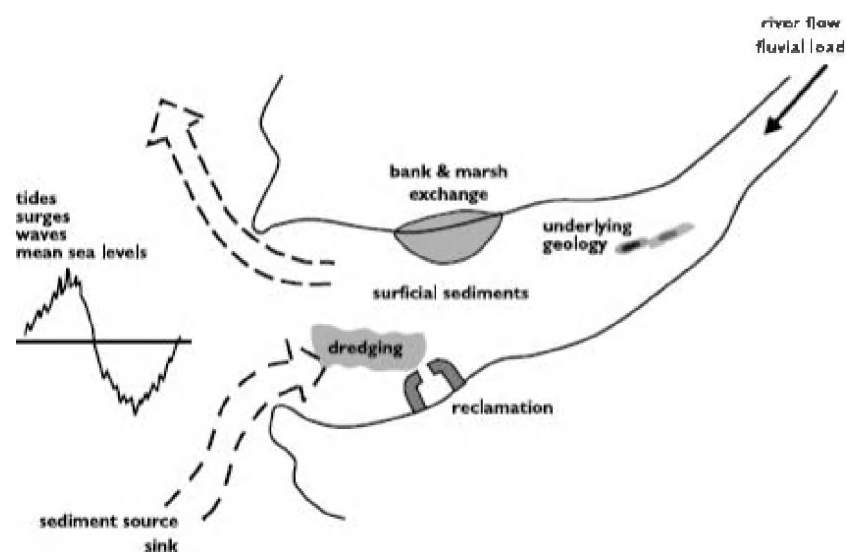 river flow
fluvial load
bank & marsh
exchange
tides
surges
waves
mean sea levels
underlying
geology
surficial sediments
dredging
reclamation
sediment source
sink